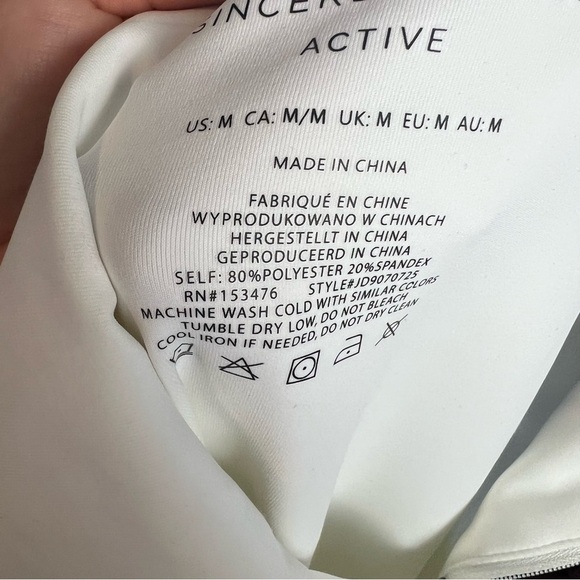 ACTIVE
US: M CA: M/M UK: M EU: M AU: M
MADE IN CHINA
FABRIQUÉ EN CHINE
WYPRODUKOWANO W CHINACH
HERGESTELLT IN CHINA
GEPRODUCEERD IN CHINA
SELF: 80%POLYESTER 20%SPANDEX
RN#153476 STYLE#JD9070725
MACHINE WASH COLD WITH SIMILAR COLORS
TUMBLE DRY LOW, DO NOT BLEACH,
COOL IRON IF NEEDED, DO NOT DRY CLEAN